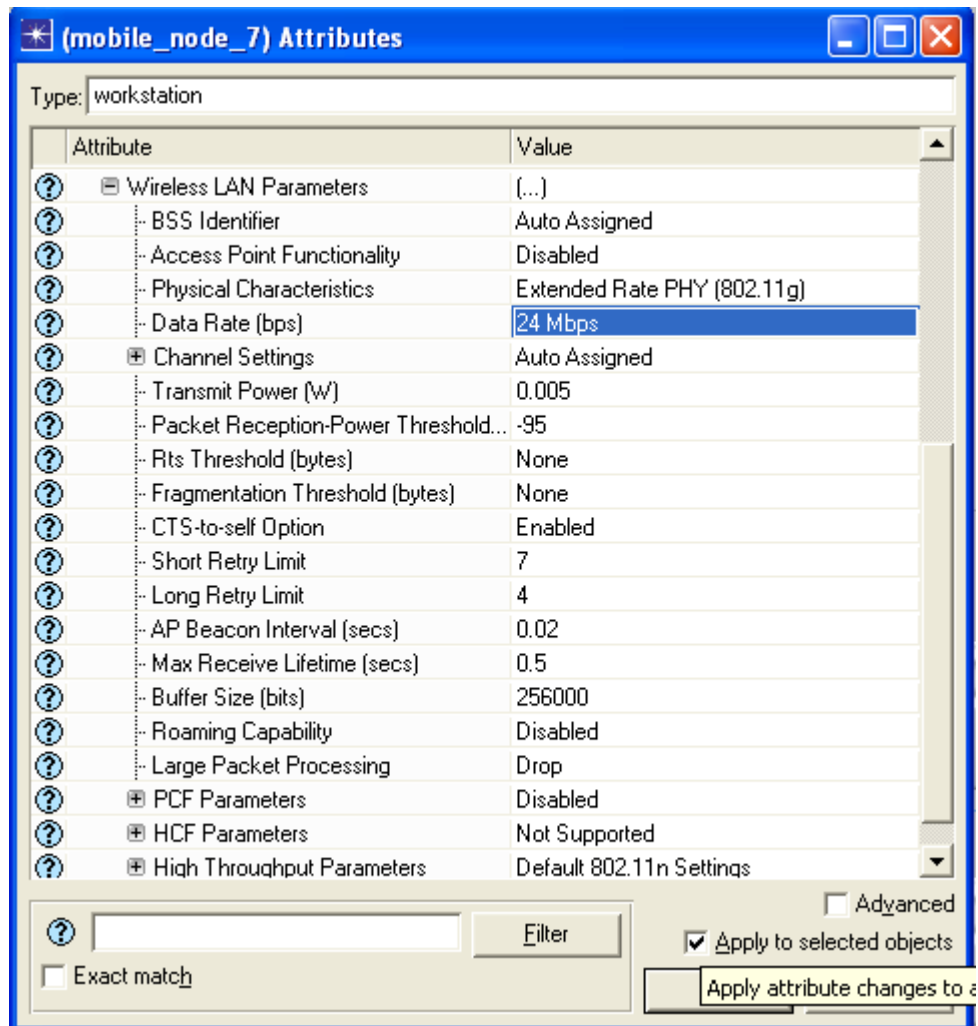 (mobile_node_7) Attributes
Type: workstation
Attribute Value
Wireless LAN Parameters (...)
BSS Identifier Auto Assigned
Access Point Functionality Disabled
Physical Characteristics Extended Rate PHY (802.11g)
Data Rate (bps) 24 Mbps
Channel Settings Auto Assigned
Transmit Power (W) 0.005
Packet Reception-Power Threshold... -95
Rts Threshold (bytes) None
Fragmentation Threshold (bytes) None
CTS-to-self Option Enabled
Short Retry Limit 7
Long Retry Limit 4
AP Beacon Interval (secs) 0.02
Max Receive Lifetime (secs) 0.5
Buffer Size (bits) 256000
Roaming Capability Disabled
Large Packet Processing Drop
PCF Parameters Disabled
HCF Parameters Not Supported
High Throughput Parameters Default 802.11n Settings
Advanced
Filter
Apply to selected objects
Exact match
Apply attribute changes to a